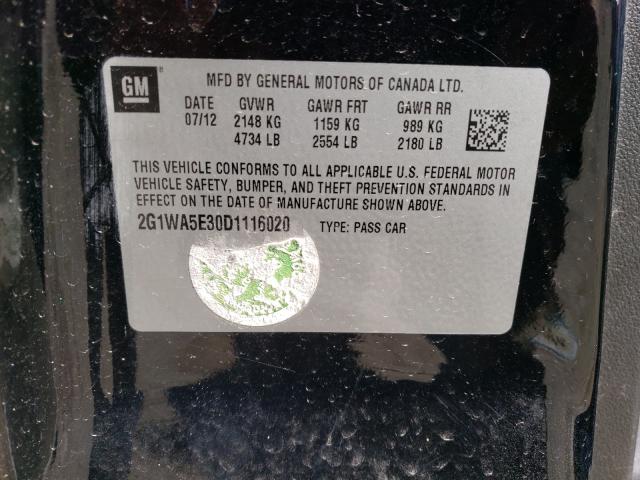 GM
MFD BY GENERAL MOTORS OF CANADA LTD.
DATE GVWR GAWR FRT GAWR RR
07/12 2148 KG 1159 KG 989 KG
4734 LB 2554 LB 2180 LB
THIS VEHICLE CONFORMS TO ALL APPLICABLE U.S. FEDERAL MOTOR
VEHICLE SAFETY, BUMPER, AND THEFT PREVENTION STANDARDS IN
EFFECT ON THE DATE OF MANUFACTURE SHOWN ABOVE.
2G1WA5E30D1116020 TYPE: PASS CAR